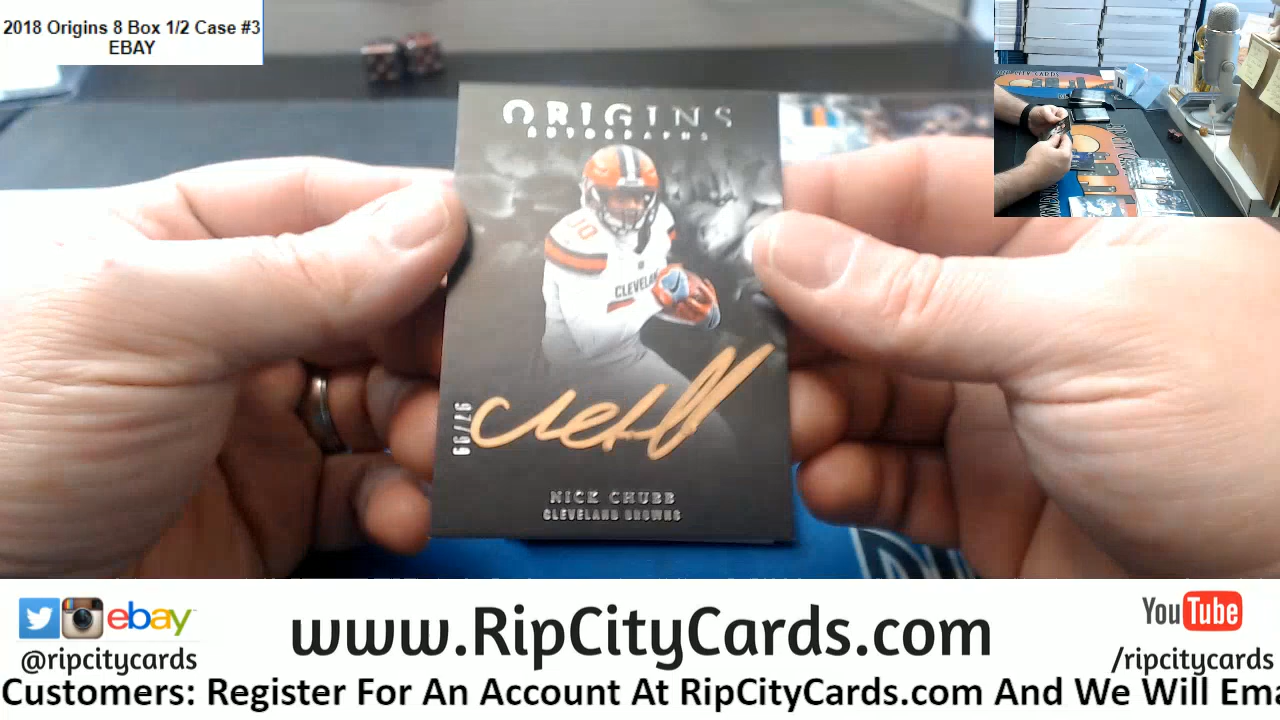 2018 Origins 8 Box 1/2 Case #3
EBAY
ORIGINS
AUTOGRAPHS
CLEVELAND
97/99
NICK CHUBB
CLEVELAND BROWNS
ebay
www.RipCityCards.com
YouTube
@ripcitycards
/ripcitycards
Customers: Register For An Account At RipCityCards.com And We Will Ema